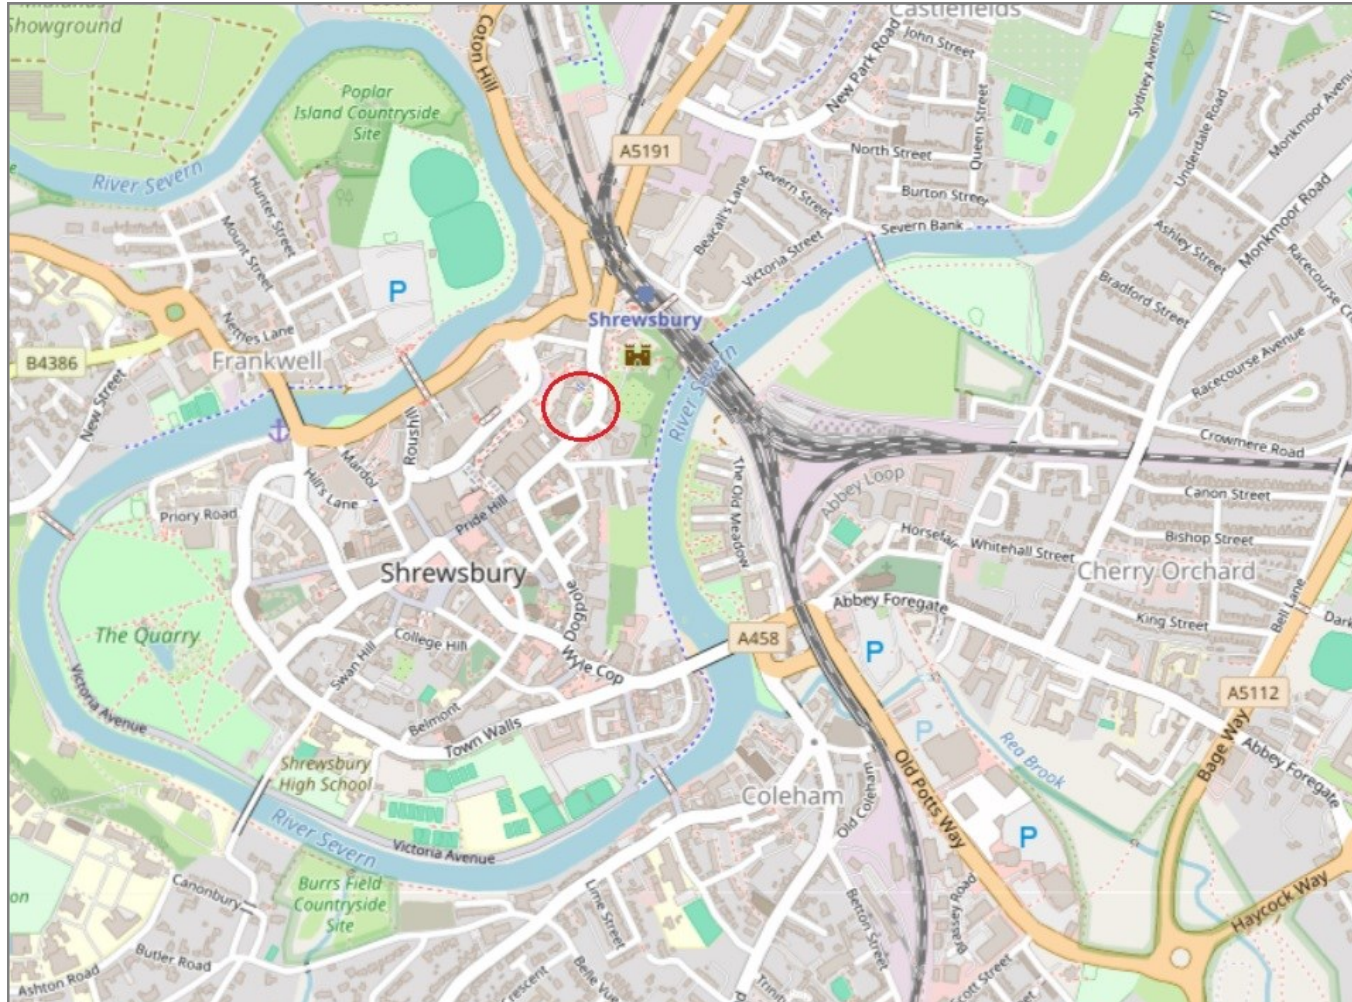 Showground
Castlefields
Coton Hill
John Street
New Park Road
Sydney Avenue
Poplar
Island Countryside
Site
Queen Street
Underdale Road
Monkmoor Avenue
A5191
North Street
River Severn
Hunter Street
Mount Street
Severn Street
Burton Street
Monkmoor Road
Beacall's Lane
Severn Bank
Victoria Street
Ashley Street
Racecourse
Bradford Street
P
Nettles Lane
Shrewsbury
Frankwell
B4386
Racecourse Avenue
New Street
River Severn
Roushill
Mardol
Hill's Lane
Crowmere Road
The Old Meadow
Abbey Loop
Canon Street
Priory Road
Pride Hill
Horsefair
Whitehall Street
Bishop Street
Shrewsbury
Cherry Orchard
Abbey Foregate
Dogpole
King Street
Bell Lane
The Quarry
College Hill
A458
P
Swan Hill
Wyle Cop
Victoria Avenue
Belmont
Town Walls
A5112
P
Rea Brook
Bage Way
Abbey Foregate
Shrewsbury
High School
Old Potts Way
Coleham
Old Coleham
River Severn
Victoria Avenue
P
Canonbury
Burrs Field
Countryside
Site
Lime Street
Betton Street
Haycock Way
Butler Road
Ashton Road
Belle Vue